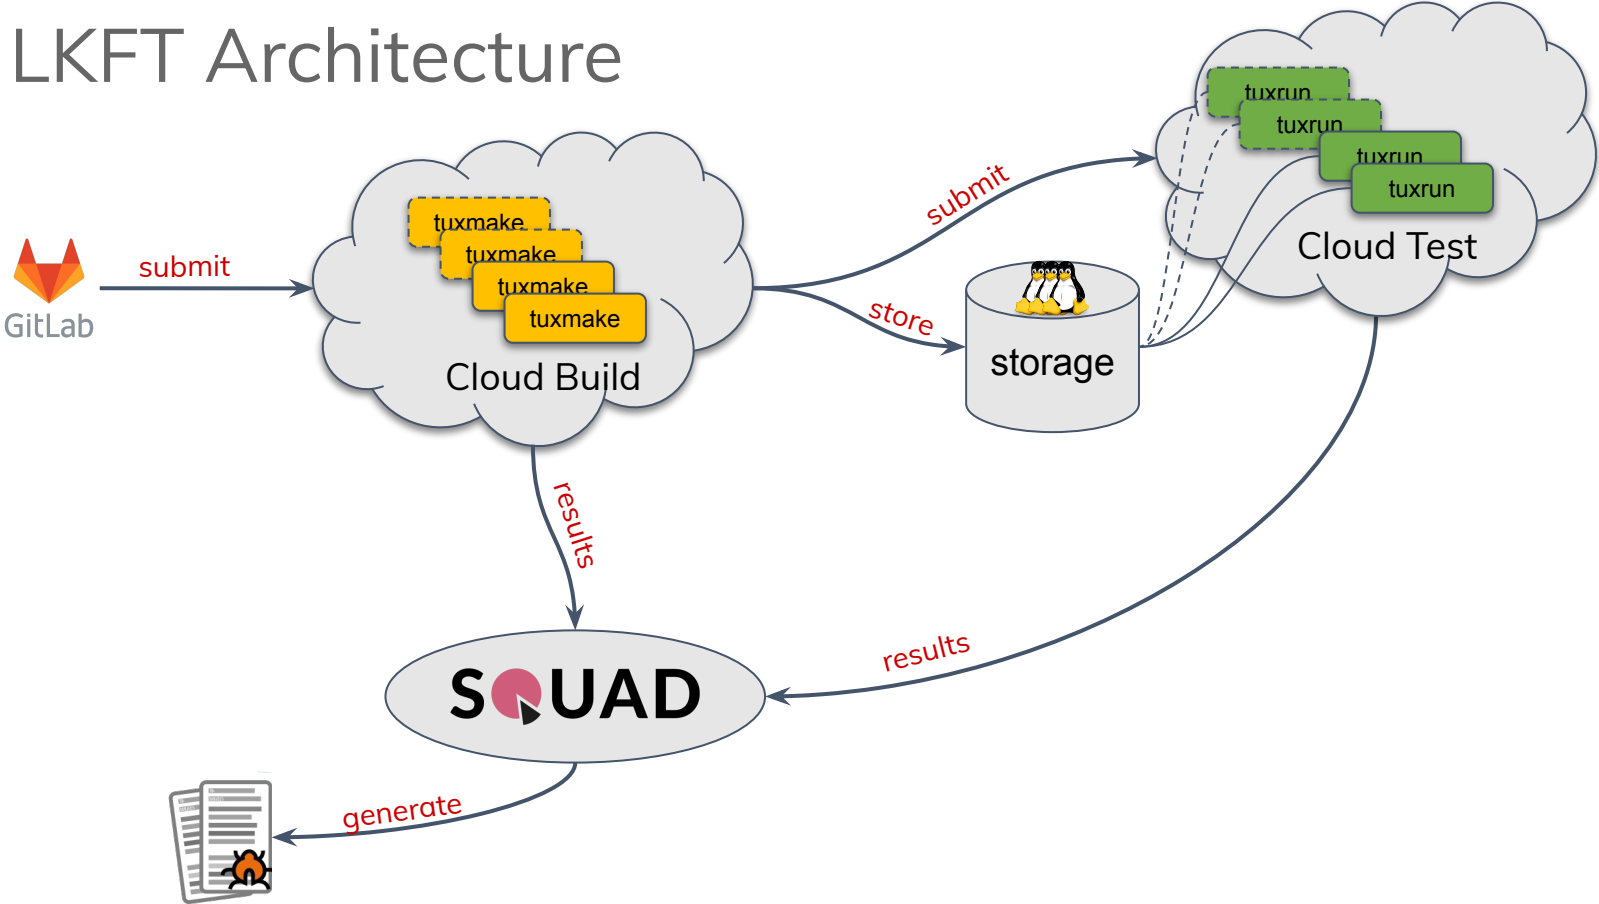 LKFT Architecture
tuxrun
tuxrun
tuxrun
tuxrun
Cloud Test
submit
tuxmake
tuxmake
tuxmake
tuxmake
Cloud Build
submit
GitLab
store
storage
results
results
SQUAD
generate